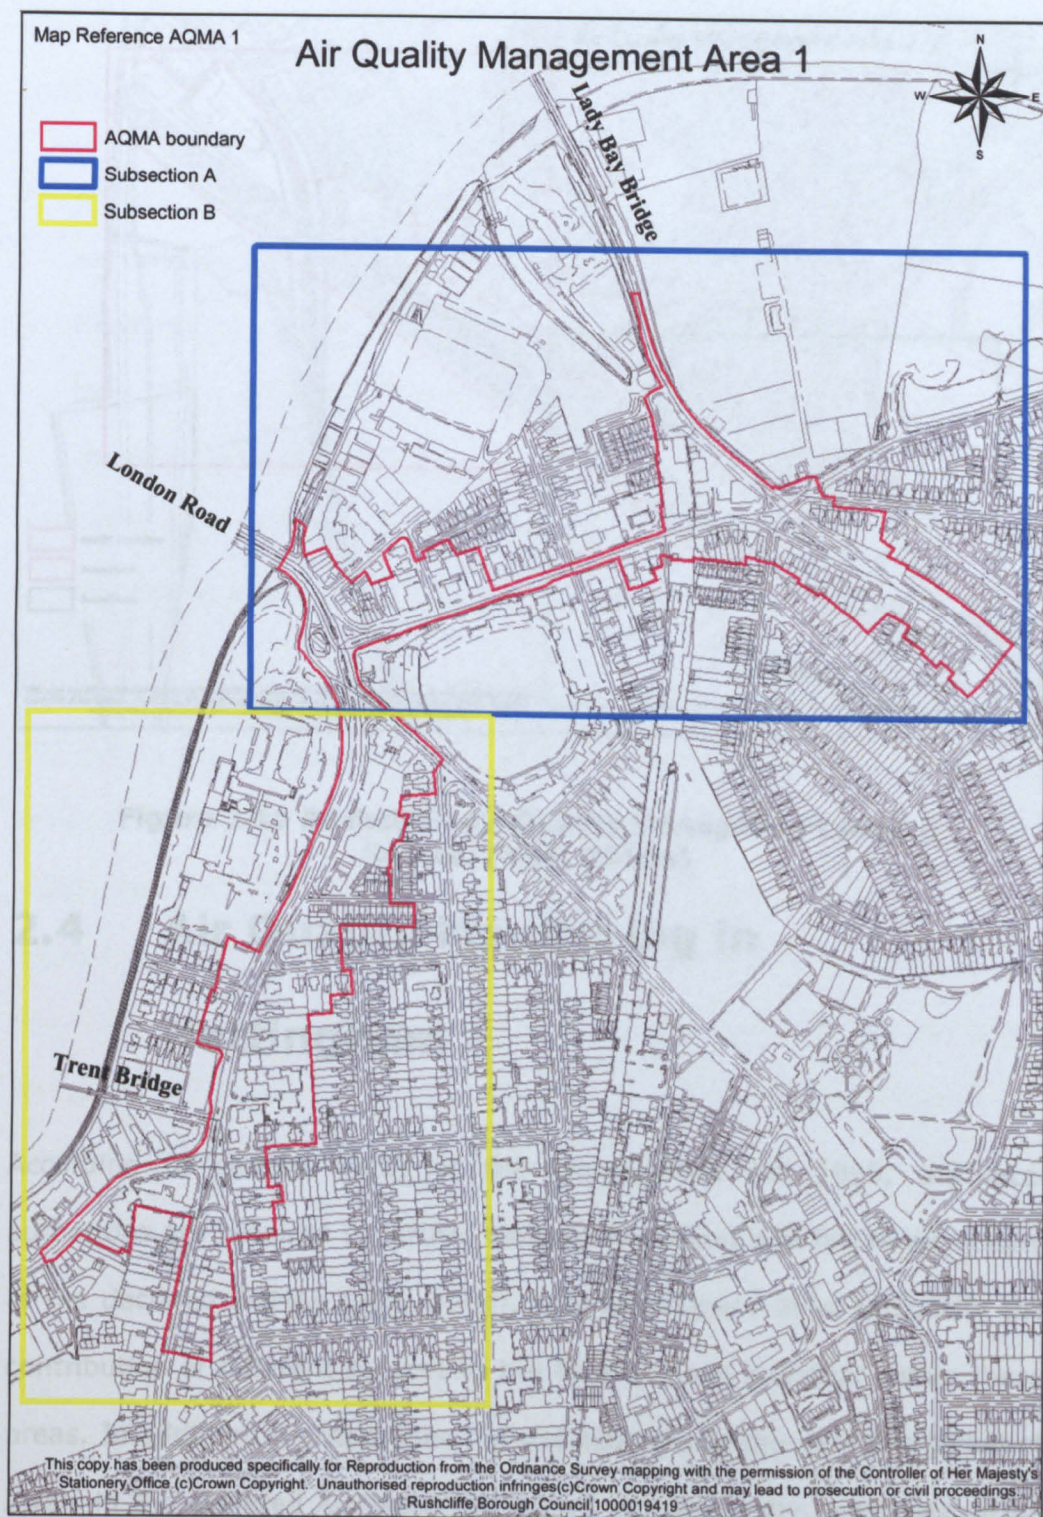 Map Reference AQMA 1
Air Quality Management Area 1
N
W
E
S
AQMA boundary
Subsection A
Subsection B
Lady Bay Bridge
London Road
Trent Bridge
2.4
This copy has been produced specifically for Reproduction from the Ordnance Survey mapping with the permission of the Controller of Her Majesty's
Stationery Office (c)Crown Copyright. Unauthorised reproduction infringes(c)Crown Copyright and may lead to prosecution or civil proceedings.
Rushcliffe Borough Council 1000019419